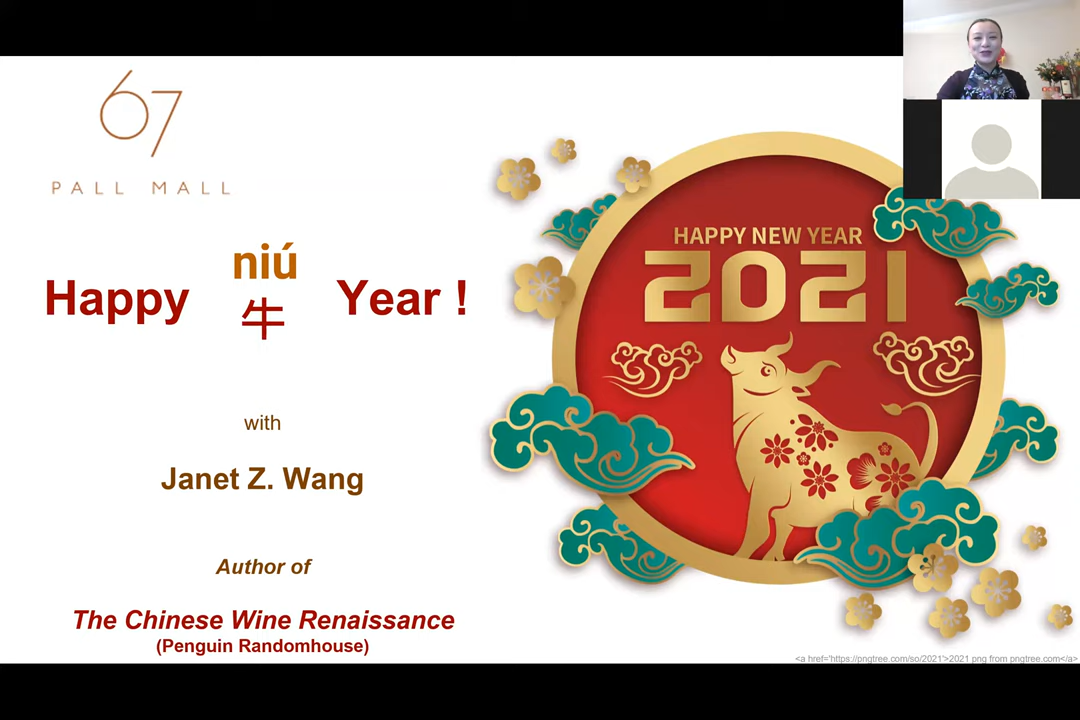 67
PALL MALL
niú
Happy 牛 Year !
with
Janet Z. Wang
Author of
The Chinese Wine Renaissance
(Penguin Randomhouse)
HAPPY NEW YEAR
2021
<a href='https://pngtree.com/so/2021'>2021 png from pngtree.com</a>